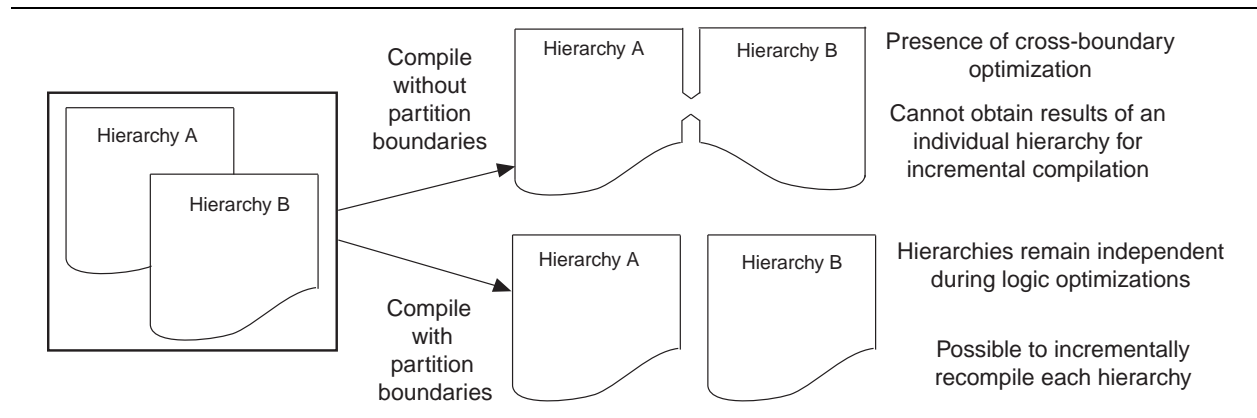 Hierarchy A
Hierarchy B
Compile
without
partition
boundaries
Hierarchy A
Hierarchy B
Presence of cross-boundary
optimization
Cannot obtain results of an
individual hierarchy for
incremental compilation
Compile
with
partition
boundaries
Hierarchy A
Hierarchy B
Hierarchies remain independent
during logic optimizations
Possible to incrementally
recompile each hierarchy